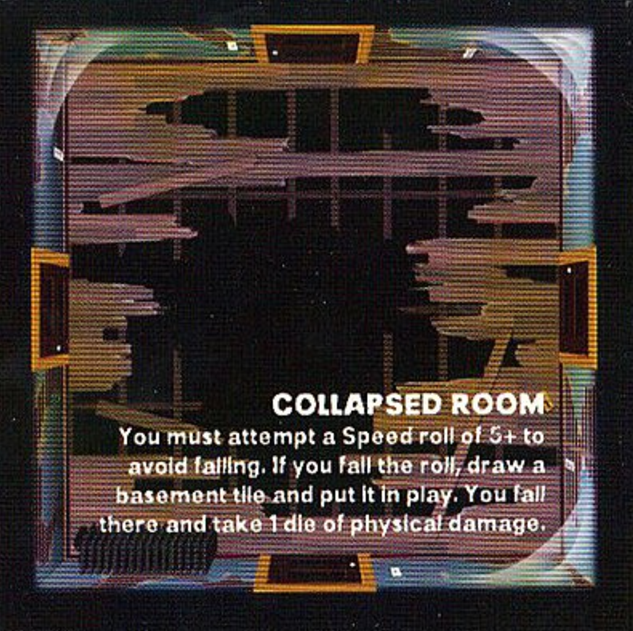 COLLAPSED ROOM
You must attempt a Speed roll of 5+ to
avoid falling. If you fail the roll, draw a
basement tile and put it in play. You fall
there and take 1 die of physical damage.